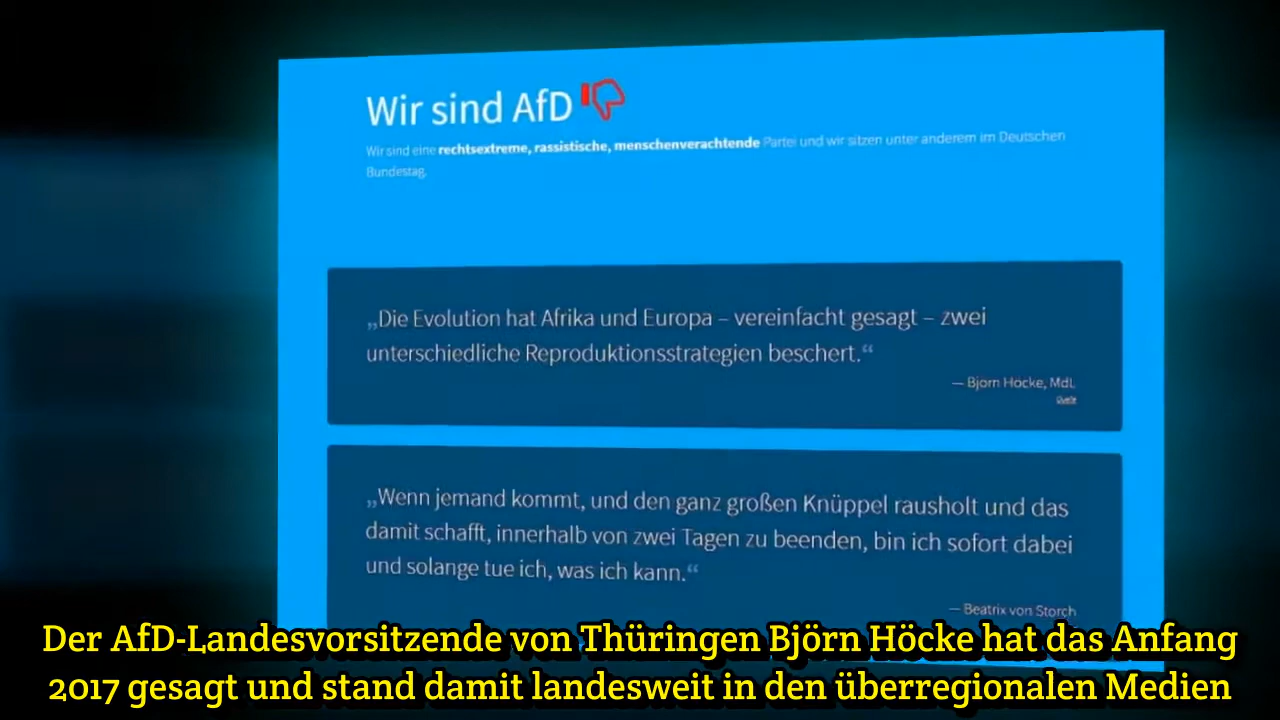 Wir sind AfD
Wir sind eine rechtsextreme, rassistische, menschenverachtende Partei und wir sitzen unter anderem im Deutschen
Bundestag.
„Die Evolution hat Afrika und Europa – vereinfacht gesagt – zwei
unterschiedliche Reproduktionsstrategien beschert.“
— Björn Höcke, MdL
Quelle
„Wenn jemand kommt, und den ganz großen Knüppel rausholt und das
damit schafft, innerhalb von zwei Tagen zu beenden, bin ich sofort dabei
und solange tue ich, was ich kann.“
— Beatrix von Storch
Der AfD-Landesvorsitzende von Thüringen Björn Höcke hat das Anfang
2017 gesagt und stand damit landesweit in den überregionalen Medien